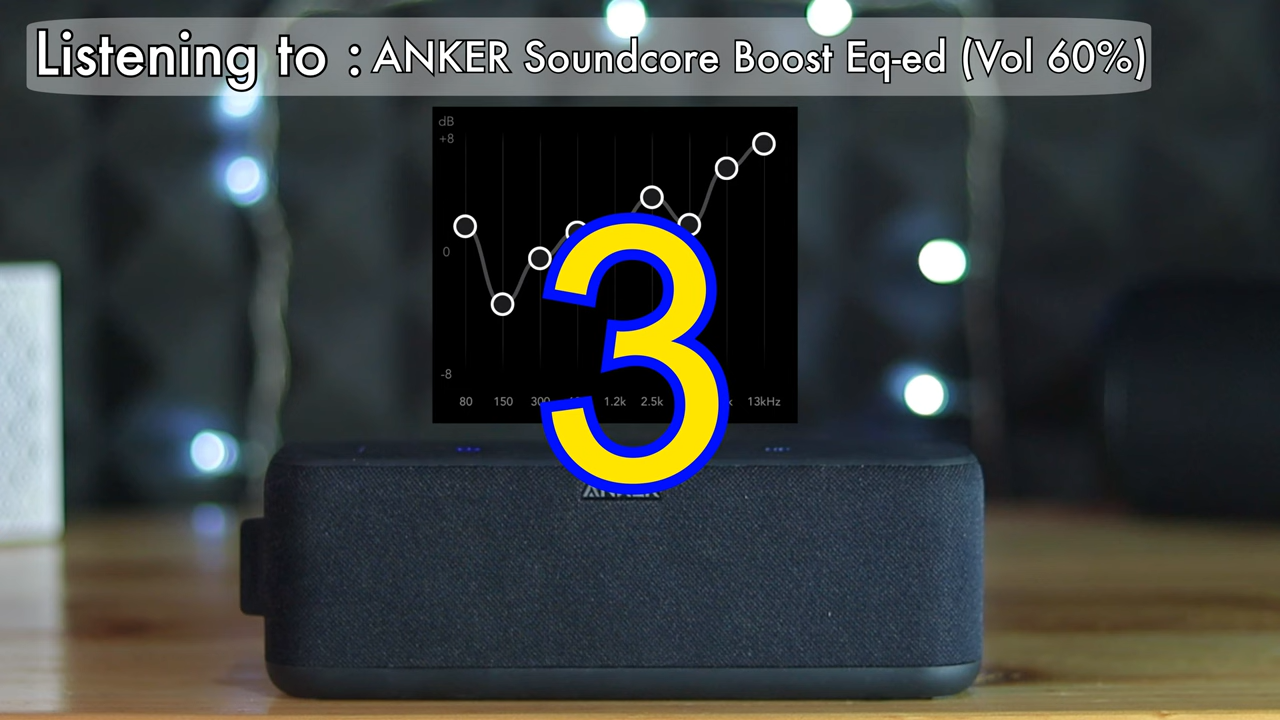 Listening to : ANKER Soundcore Boost Eq-ed (Vol 60%)
dB
+8
0
-8
80 150 300 1.2k 2.5k 13kHz
3
ANKER